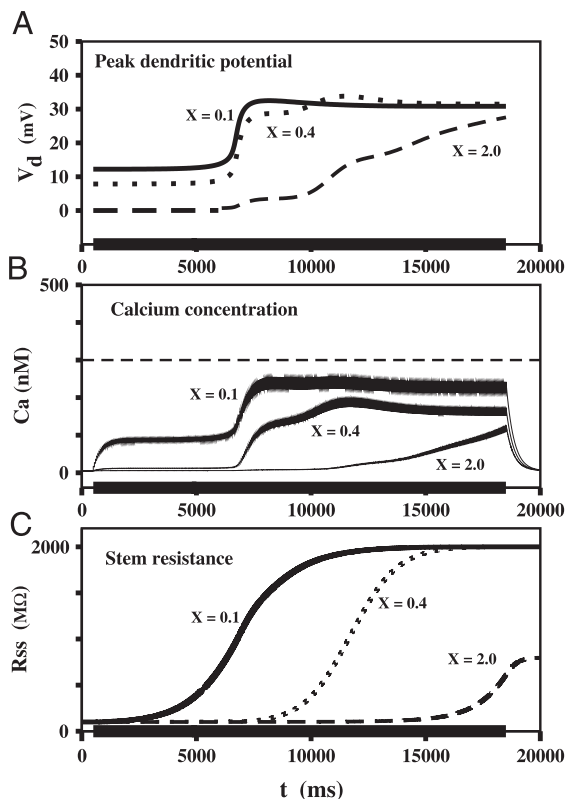 A
50
Peak dendritic potential
40
30
X = 0.1
X = 0.4
20
X = 2.0
10
0
V_d (mV)
0 5000 10000 15000 20000
B
500
Calcium concentration
X = 0.1
Ca (nM)
X = 0.4
X = 2.0
0
0 5000 10000 15000 20000
C
2000
Stem resistance
X = 0.1
X = 0.4
Rss (MΩ)
X = 2.0
0
0 5000 10000 15000 20000
t (ms)